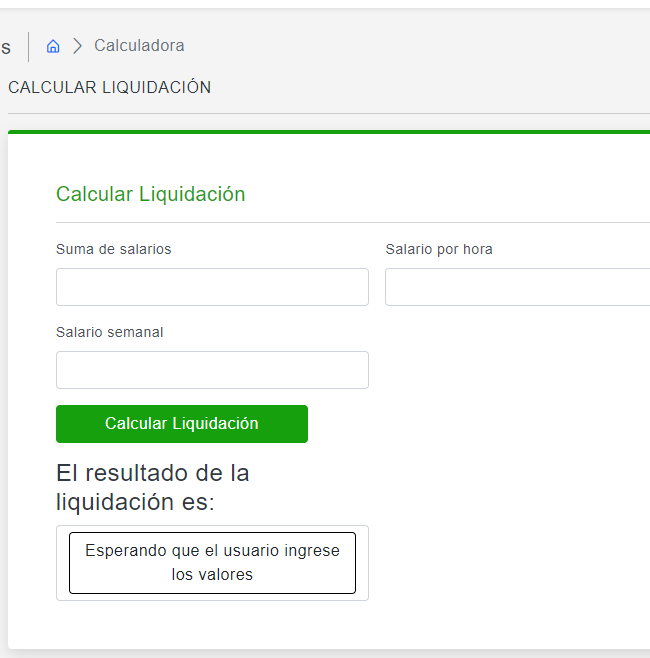 s Calculadora
CALCULAR LIQUIDACIÓN
Calcular Liquidación
Suma de salarios Salario por hora
Salario semanal
Calcular Liquidación
El resultado de la
liquidación es:
Esperando que el usuario ingrese
los valores